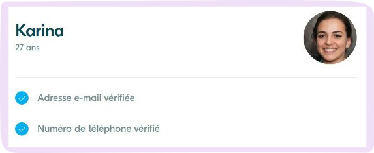 Karina
27 ans
Adresse e-mail vérifiée
Numéro de téléphone vérifié